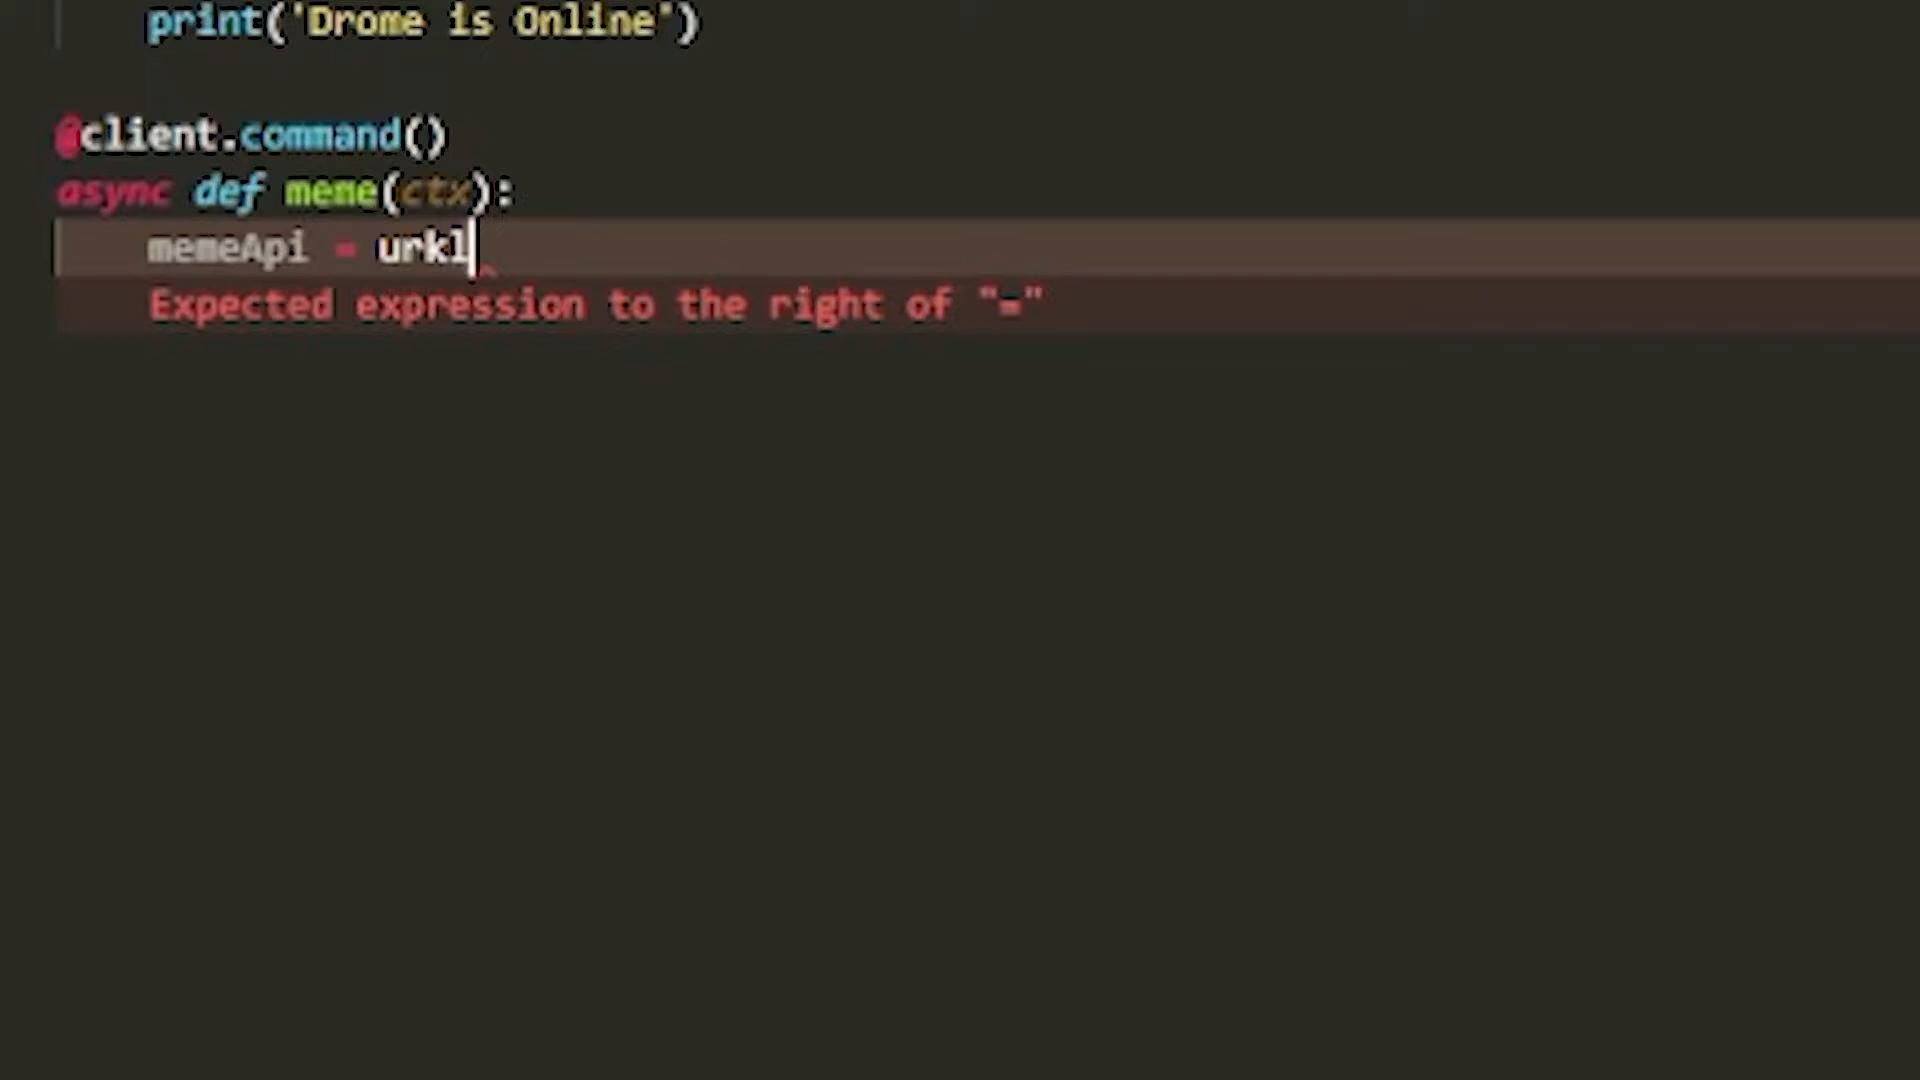 print('Drome is Online')
@client.command()
async def meme(ctx):
memeApi = urkl
Expected expression to the right of "="